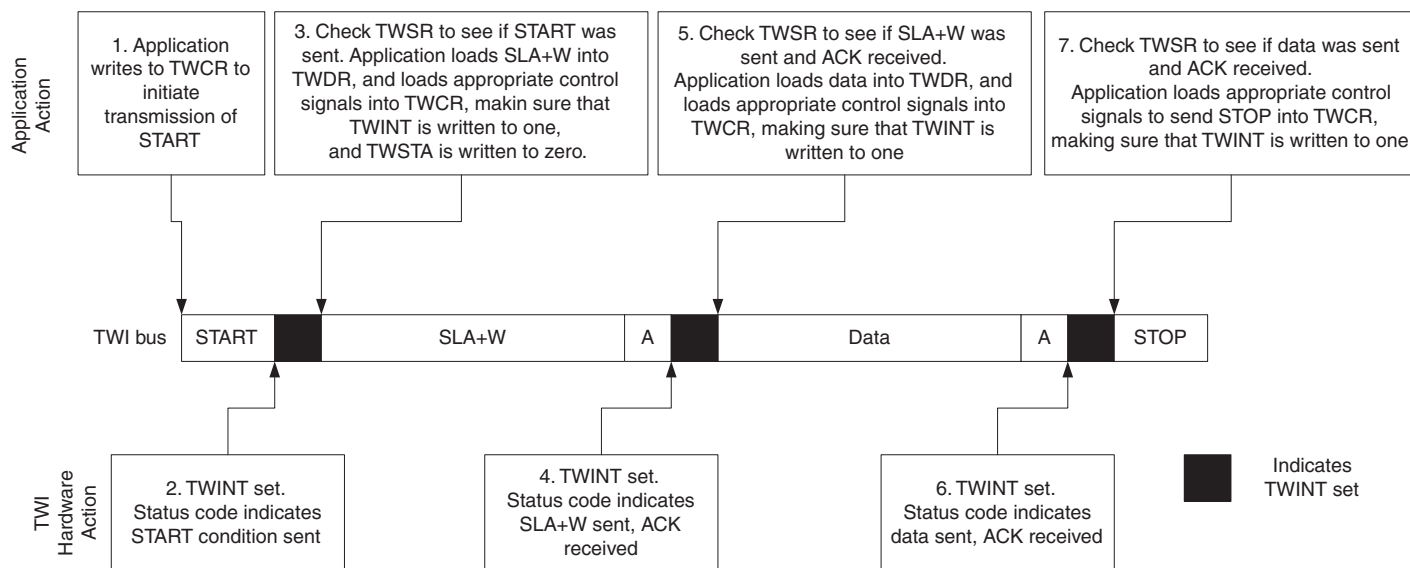 Application
Action
1. Application
writes to TWCR to
initiate
transmission of
START
3. Check TWSR to see if START was
sent. Application loads SLA+W into
TWDR, and loads appropriate control
signals into TWCR, makin sure that
TWINT is written to one,
and TWSTA is written to zero.
5. Check TWSR to see if SLA+W was
sent and ACK received.
Application loads data into TWDR, and
loads appropriate control signals into
TWCR, making sure that TWINT is
written to one
7. Check TWSR to see if data was sent
and ACK received.
Application loads appropriate control
signals to send STOP into TWCR,
making sure that TWINT is written to one
TWI bus
START
SLA+W
A
Data
A
STOP
TWI
Hardware
Action
2. TWINT set.
Status code indicates
START condition sent
4. TWINT set.
Status code indicates
SLA+W sent, ACK
received
6. TWINT set.
Status code indicates
data sent, ACK received
Indicates
TWINT set